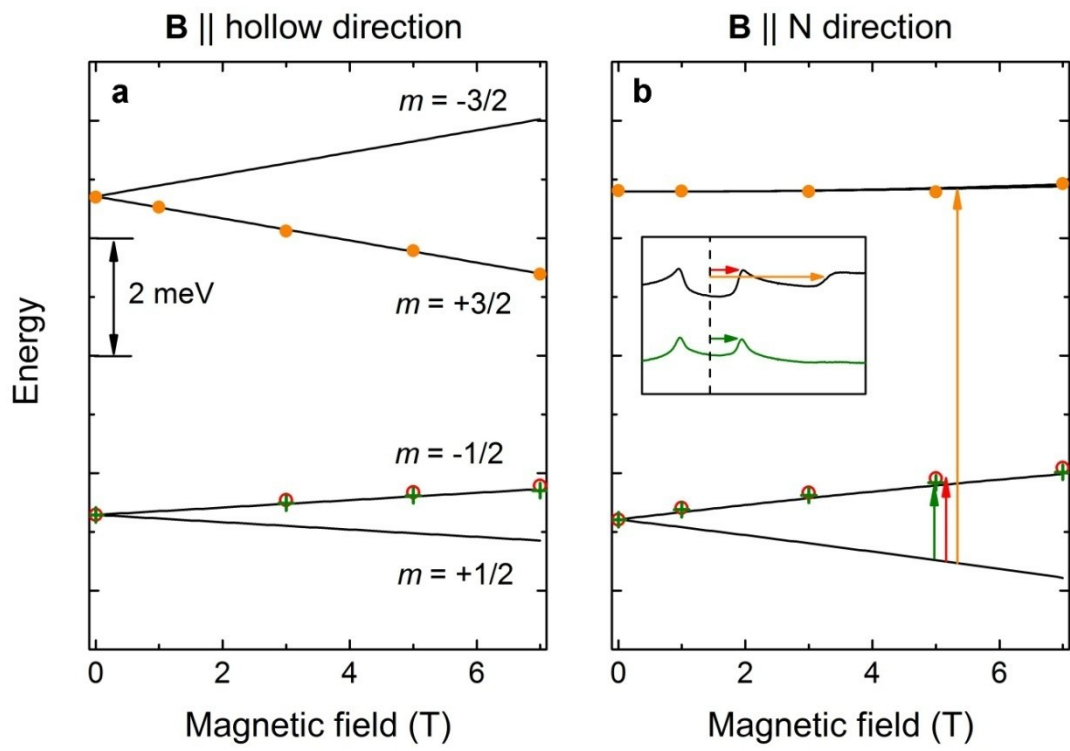 B || hollow direction
a
m = -3/2
2 meV
m = +3/2
m = -1/2
m = +1/2
Energy
0 2 4 6
Magnetic field (T)
B || N direction
b
0 2 4 6
Magnetic field (T)